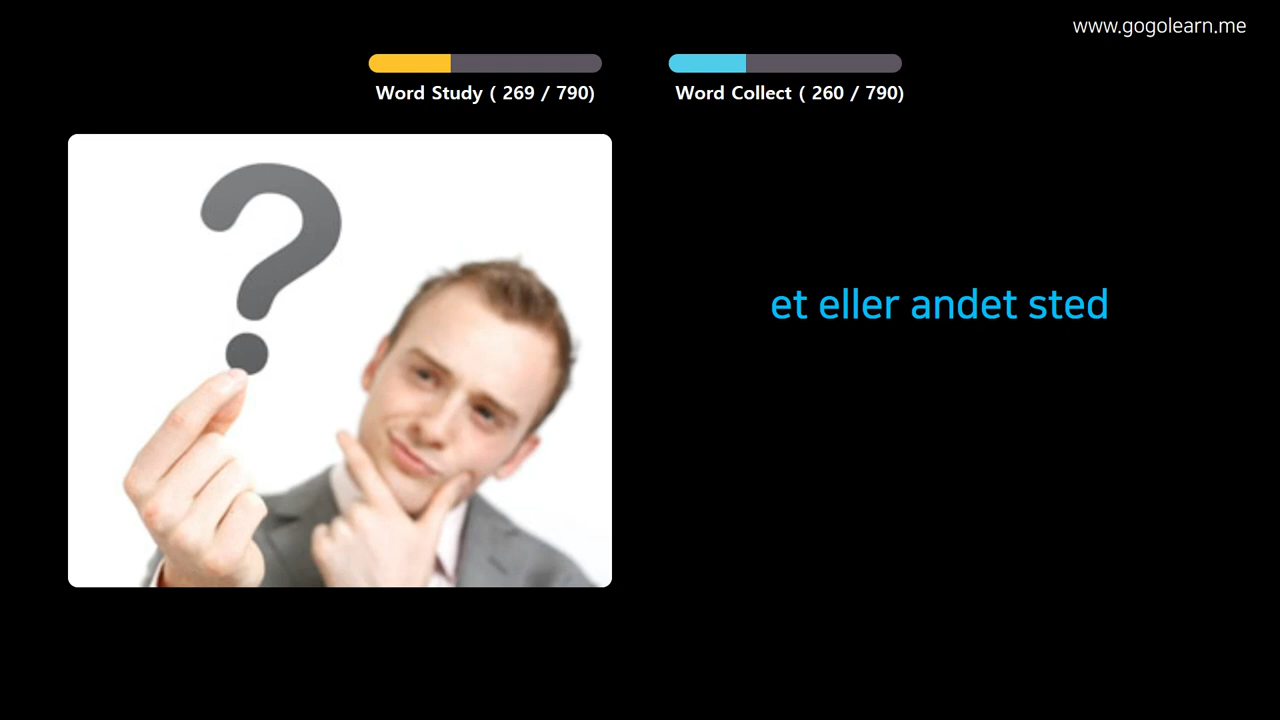 www.gogolearn.me
Word Study ( 269 / 790)
Word Collect ( 260 / 790)
?
et eller andet sted